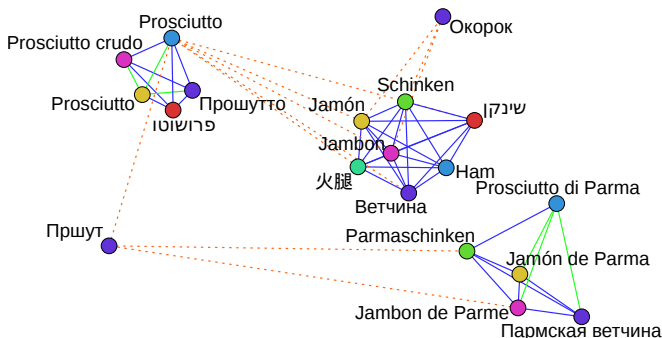 Prosciutto
Окорок
Prosciutto crudo
Schinken
Prosciutto
Прошутто
Jamón
שינקן
פרושוטו
Jambon
火腿
Ham
Ветчина
Prosciutto di Parma
Пршут
Parmaschinken
Jamón de Parma
Jambon de Parme
Пармская ветчина